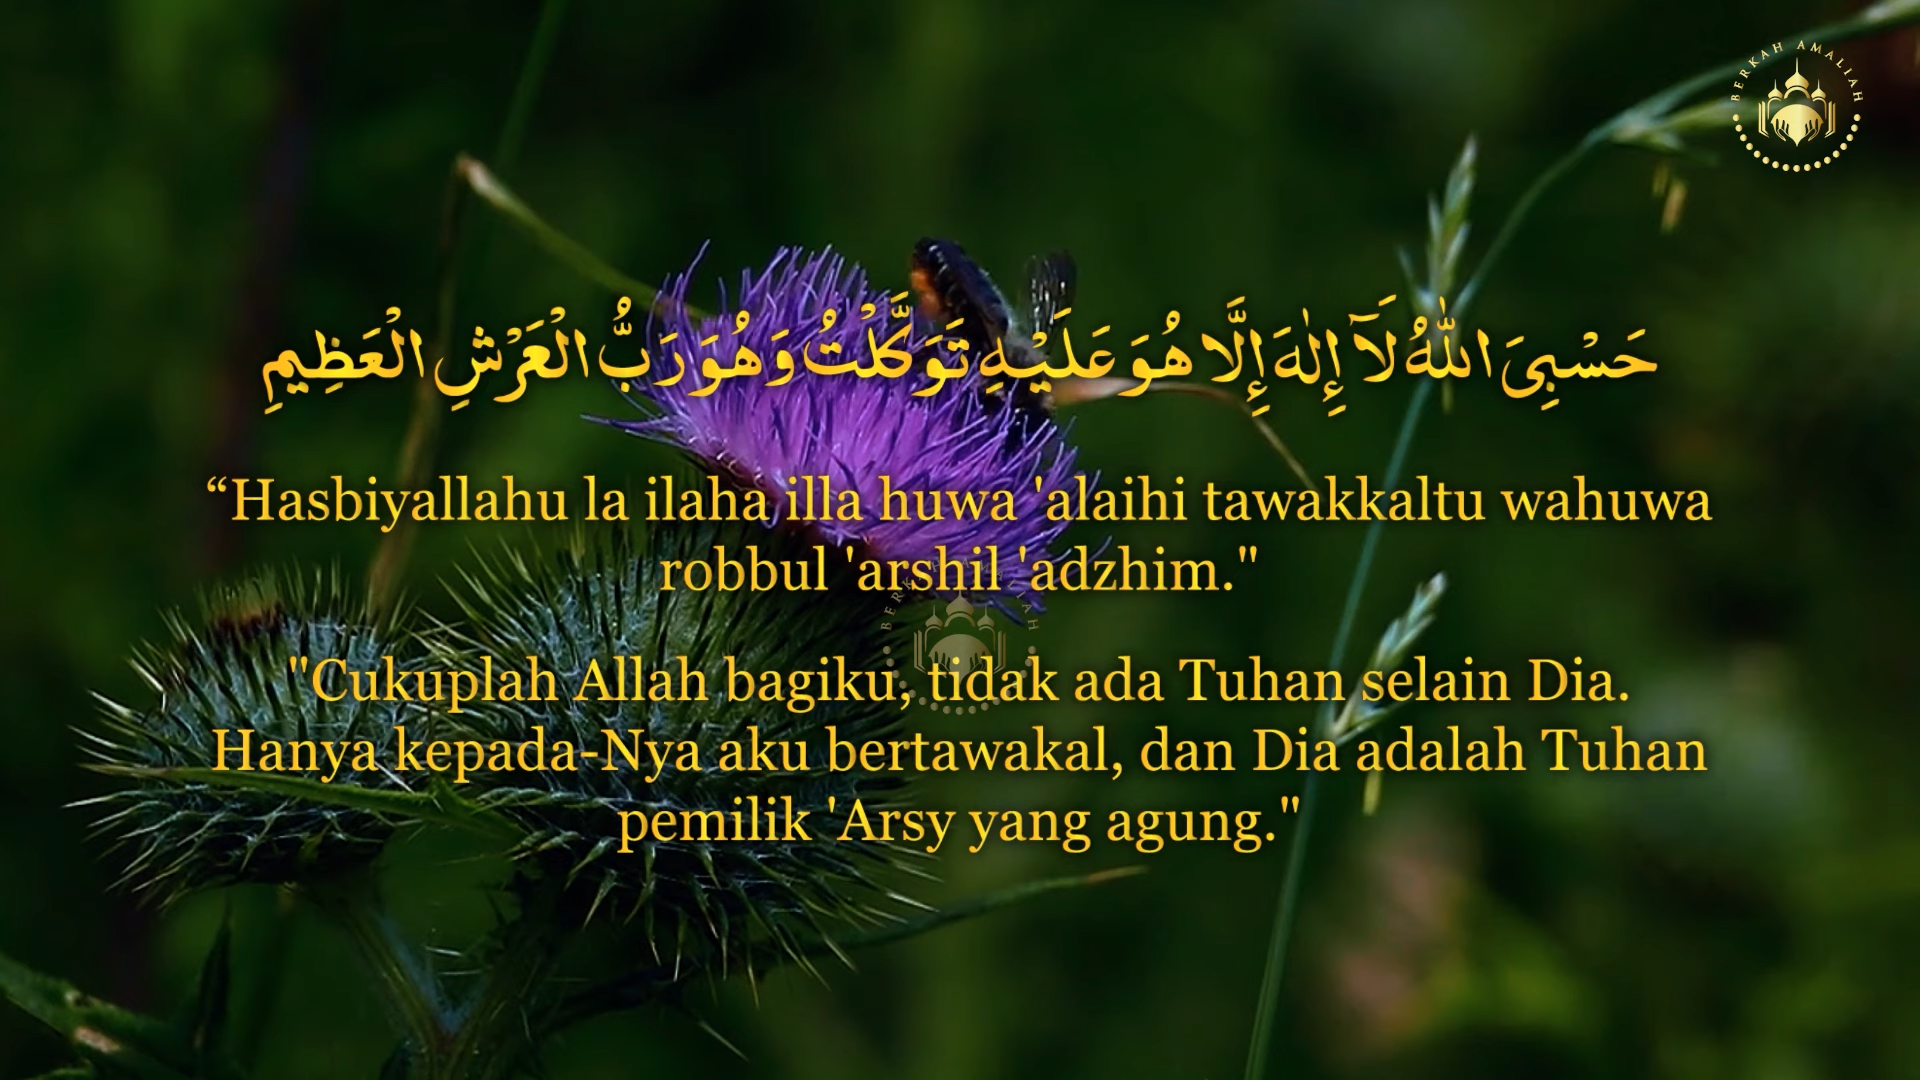 BERKAH AMALIAH
حَسْبِيَ اللّٰهُ لَآ إِلٰهَ إِلَّا هُوَ عَلَيْهِ تَوَكَّلْتُ وَهُوَ رَبُّ الْعَرْشِ الْعَظِيمِ
“Hasbiyallahu la ilaha illa huwa 'alaihi tawakkaltu wahuwa
robbul 'arshil 'adzhim."
BERKAH AMALIAH
"Cukuplah Allah bagiku, tidak ada Tuhan selain Dia.
Hanya kepada-Nya aku bertawakal, dan Dia adalah Tuhan
pemilik 'Arsy yang agung."